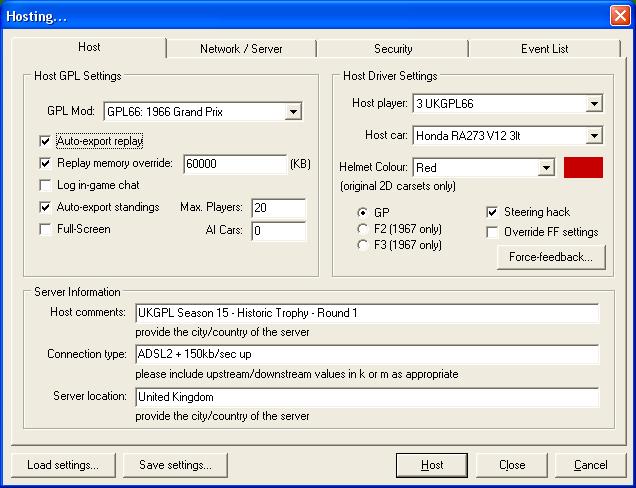 Hosting...
Host Network / Server Security Event List
Host GPL Settings
GPL Mod: GPL66: 1966 Grand Prix
Auto-export replay
Replay memory override: 60000 (KB)
Log in-game chat
Auto-export standings Max. Players: 20
Full-Screen AI Cars: 0
Host Driver Settings
Host player: 3 UKGPL66
Host car: Honda RA273 V12 3lt
Helmet Colour: Red
(original 2D carsets only)
GP Steering hack
F2 (1967 only) Override FF settings
F3 (1967 only)
Force-feedback...
Server Information
Host comments: UKGPL Season 15 - Historic Trophy - Round 1
provide the city/country of the server
Connection type: ADSL2 + 150kb/sec up
please include upstream/downstream values in k or m as appropriate
Server location: United Kingdom
provide the city/country of the server
Load settings... Save settings... Host Close Cancel